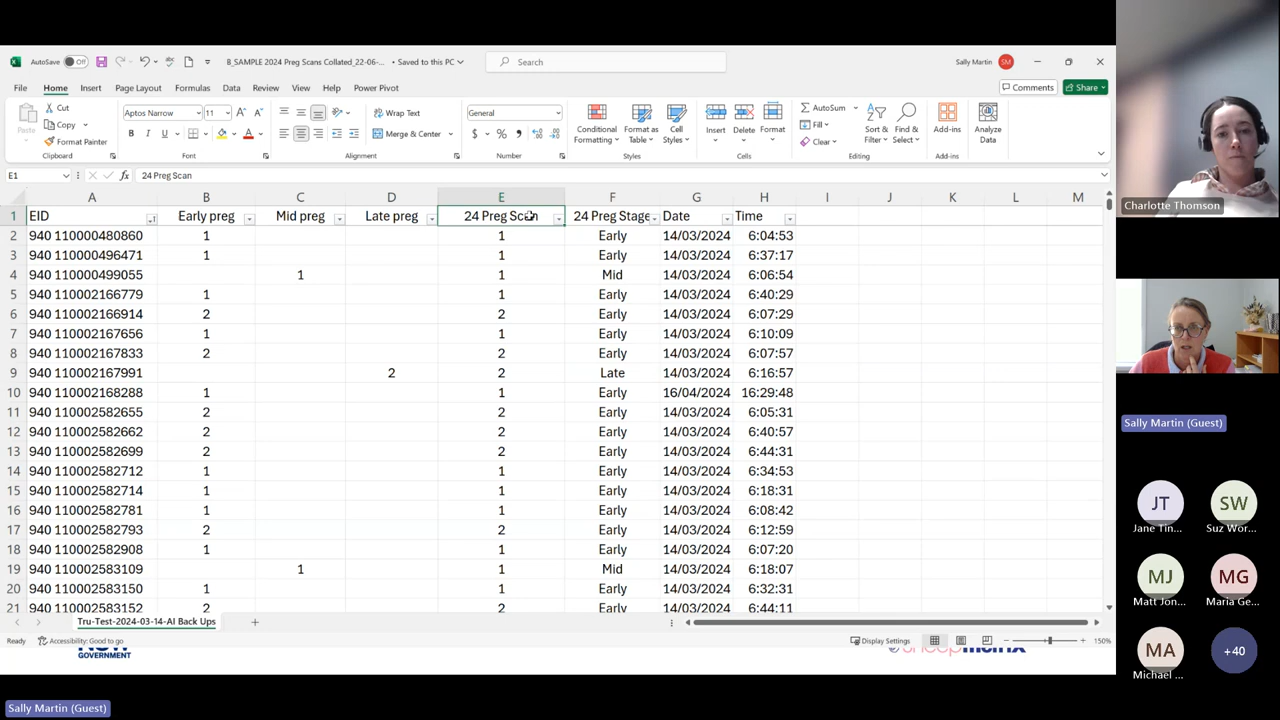 AutoSave Off B_SAMPLE 2024 Preg Scans Collated_22-06-... • Saved to this PC Search Sally Martin SM
File Home Insert Page Layout Formulas Data Review View Help Power Pivot Comments Share
Paste Cut Copy Format Painter Clipboard
Aptos Narrow 11 B I U Font
Wrap Text Merge & Center Alignment
General $ % Number
Conditional Formatting Format as Table Cell Styles Styles
Insert Delete Format Cells
AutoSum Fill Clear Sort & Filter Find & Select Editing
Add-ins Add-ins
Analyze Data
E1 fx 24 Preg Scan
A B C D E F G H I J K L M
1 EID Early preg Mid preg Late preg 24 Preg Scan 24 Preg Stage Date Time
2 940 110000480860 1 1 Early 14/03/2024 6:04:53
3 940 110000496471 1 1 Early 14/03/2024 6:37:17
4 940 110000499055 1 1 Mid 14/03/2024 6:06:54
5 940 110002166779 1 1 Early 14/03/2024 6:40:29
6 940 110002166914 2 2 Early 14/03/2024 6:07:29
7 940 110002167656 1 1 Early 14/03/2024 6:10:09
8 940 110002167833 2 2 Early 14/03/2024 6:07:57
9 940 110002167991 2 2 Late 14/03/2024 6:16:57
10 940 110002168288 1 1 Early 16/04/2024 16:29:48
11 940 110002582655 2 2 Early 14/03/2024 6:05:31
12 940 110002582662 2 2 Early 14/03/2024 6:40:57
13 940 110002582699 2 2 Early 14/03/2024 6:44:31
14 940 110002582712 1 1 Early 14/03/2024 6:34:53
15 940 110002582714 1 1 Early 14/03/2024 6:18:31
16 940 110002582781 1 1 Early 14/03/2024 6:08:42
17 940 110002582793 2 2 Early 14/03/2024 6:12:59
18 940 110002582908 1 1 Early 14/03/2024 6:07:20
19 940 110002583109 1 1 Mid 14/03/2024 6:18:07
20 940 110002583150 1 1 Early 14/03/2024 6:32:31
21 940 110002583152 2 2 Early 14/03/2024 6:44:11
Tru-Test-2024-03-14-AI Back Ups
Ready Accessibility: Good to go Display Settings 150%
GOVERNMENT
Sally Martin (Guest)
Charlotte Thomson
Sally Martin (Guest)
JT SW
Jane Tin... Suz Wor...
MJ MG
Matt Jon... Maria Ge...
MA +40
Michael ...